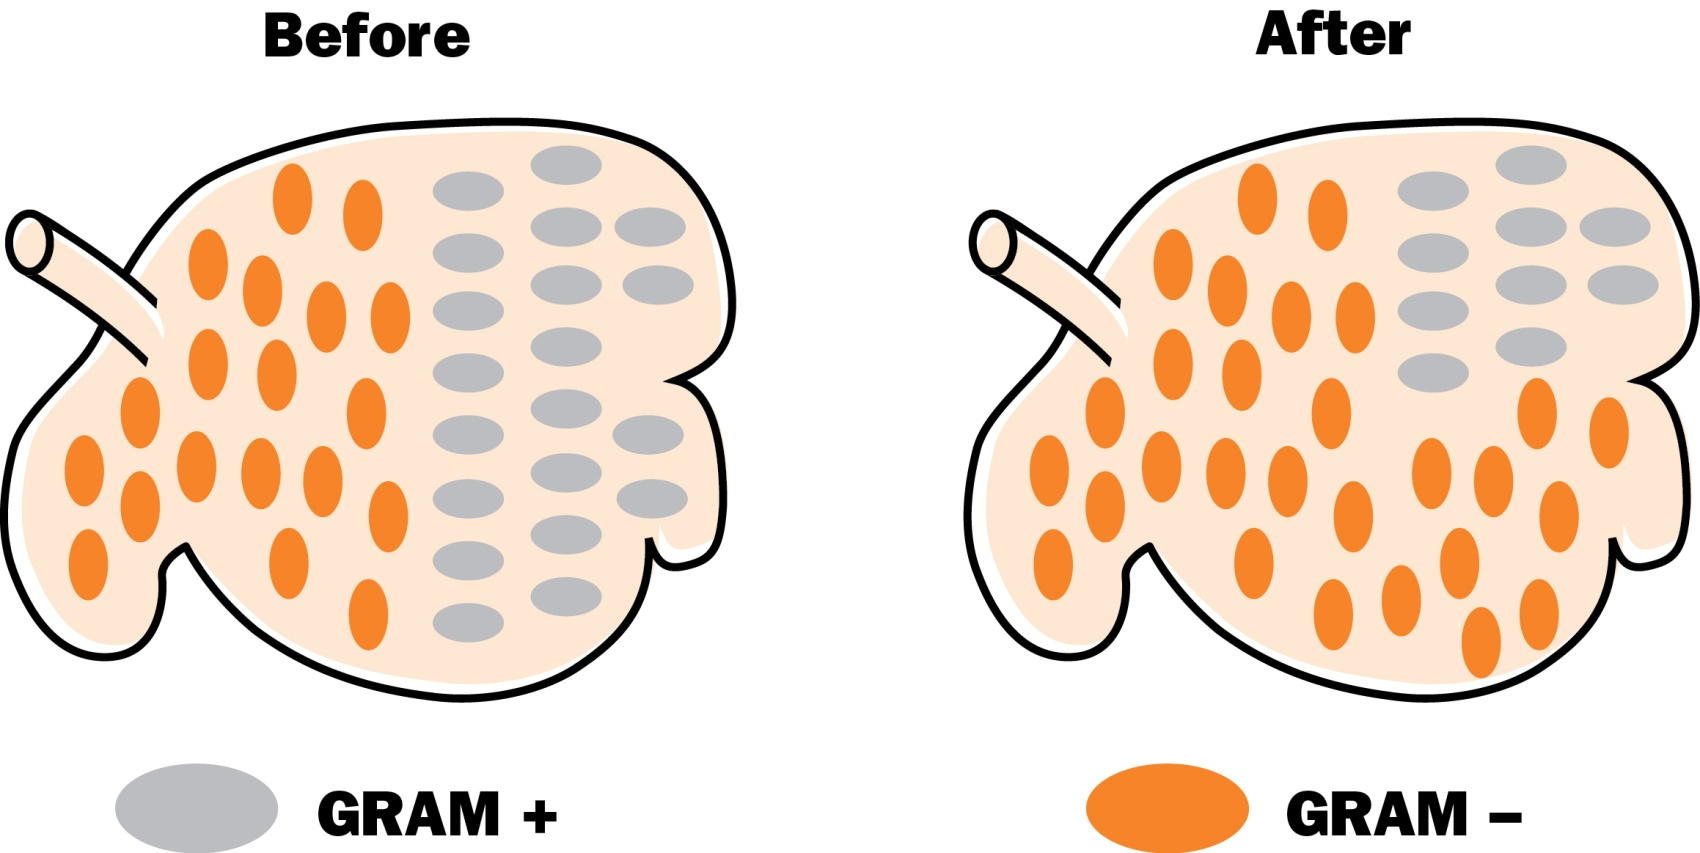 Before
After
GRAM +
GRAM –